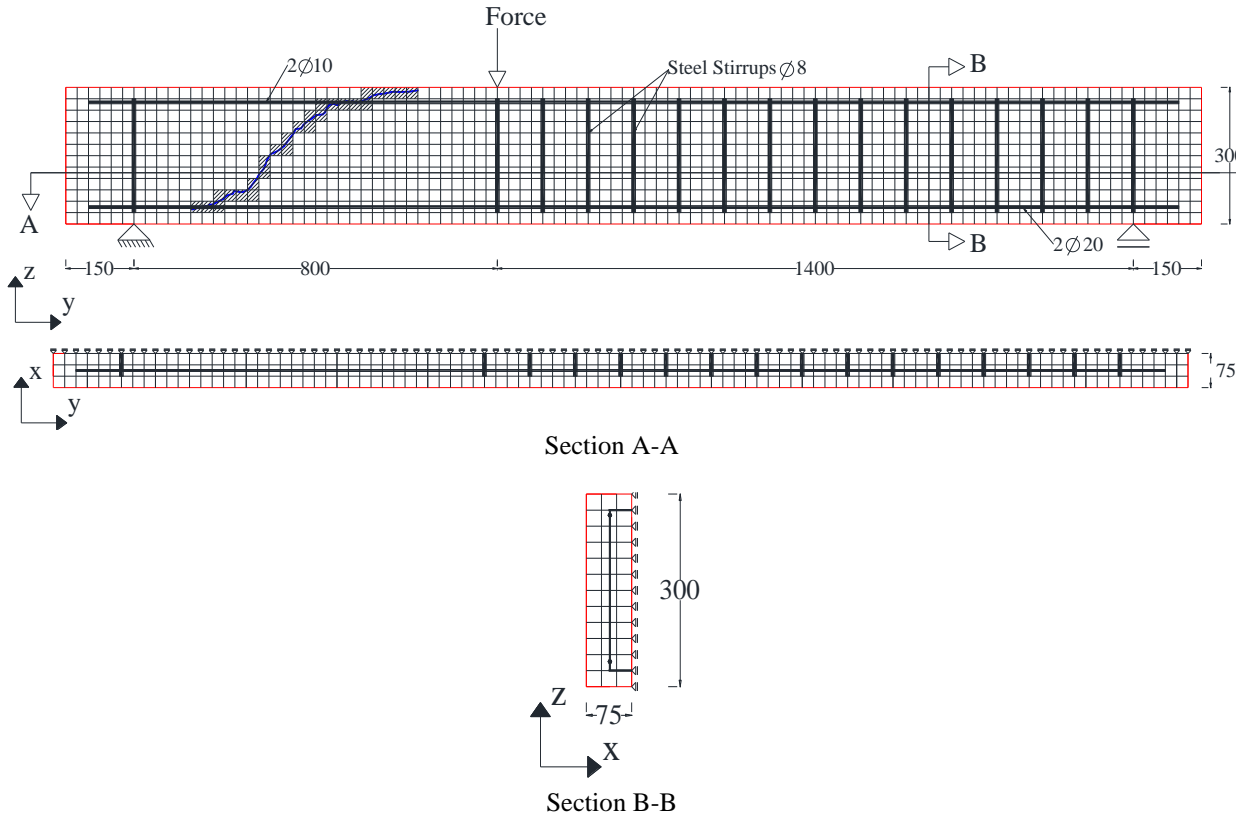 Force
2∅10
Steel Stirrups ∅8
B
300
A
B
2∅20
150
800
1400
150
z
y
x
75
y
Section A-A
300
z
75
x
Section B-B